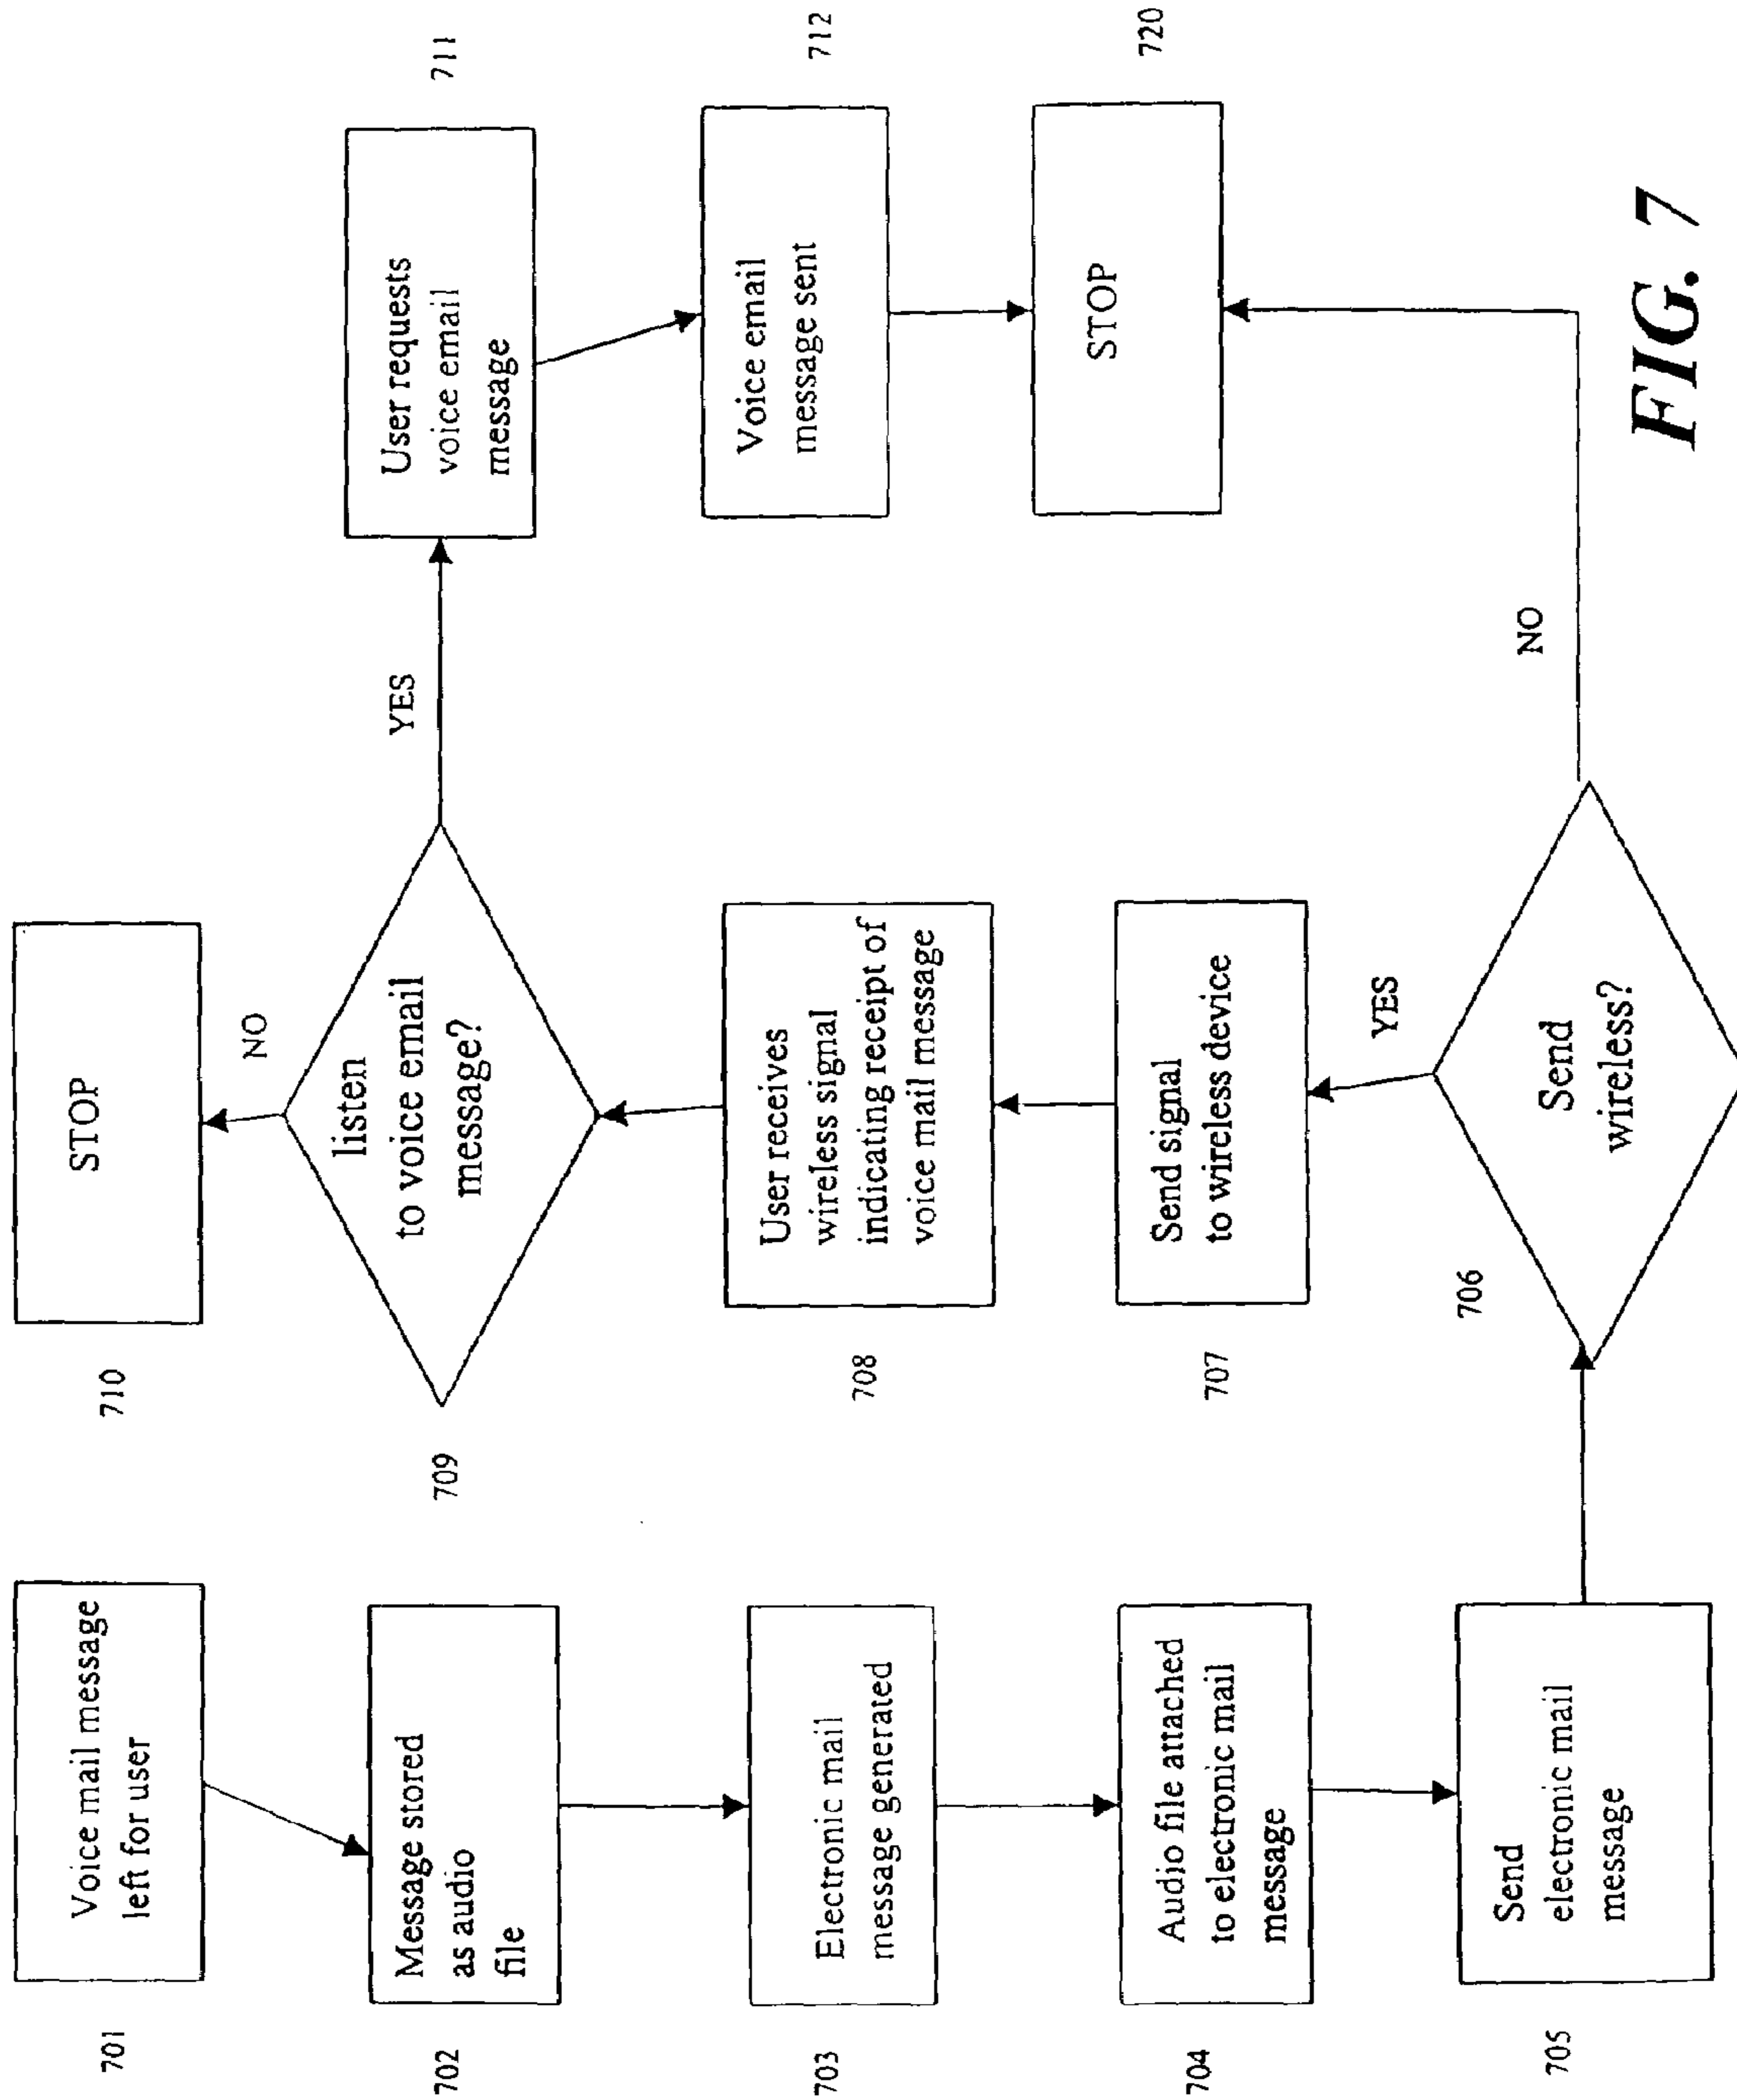 701
Voice mail message
left for user
702
Message stored
as audio
file
703
Electronic mail
message generated
704
Audio file attached
to electronic mail
message
705
Send
electronic mail
message
706
Send
wireless?
YES
NO
707
Send signal
to wireless device
708
User receives
wireless signal
indicating receipt of
voice mail message
709
listen
to voice email
message?
NO
YES
710
STOP
711
User requests
voice email
message
712
Voice email
message sent
720
STOP
FIG. 7